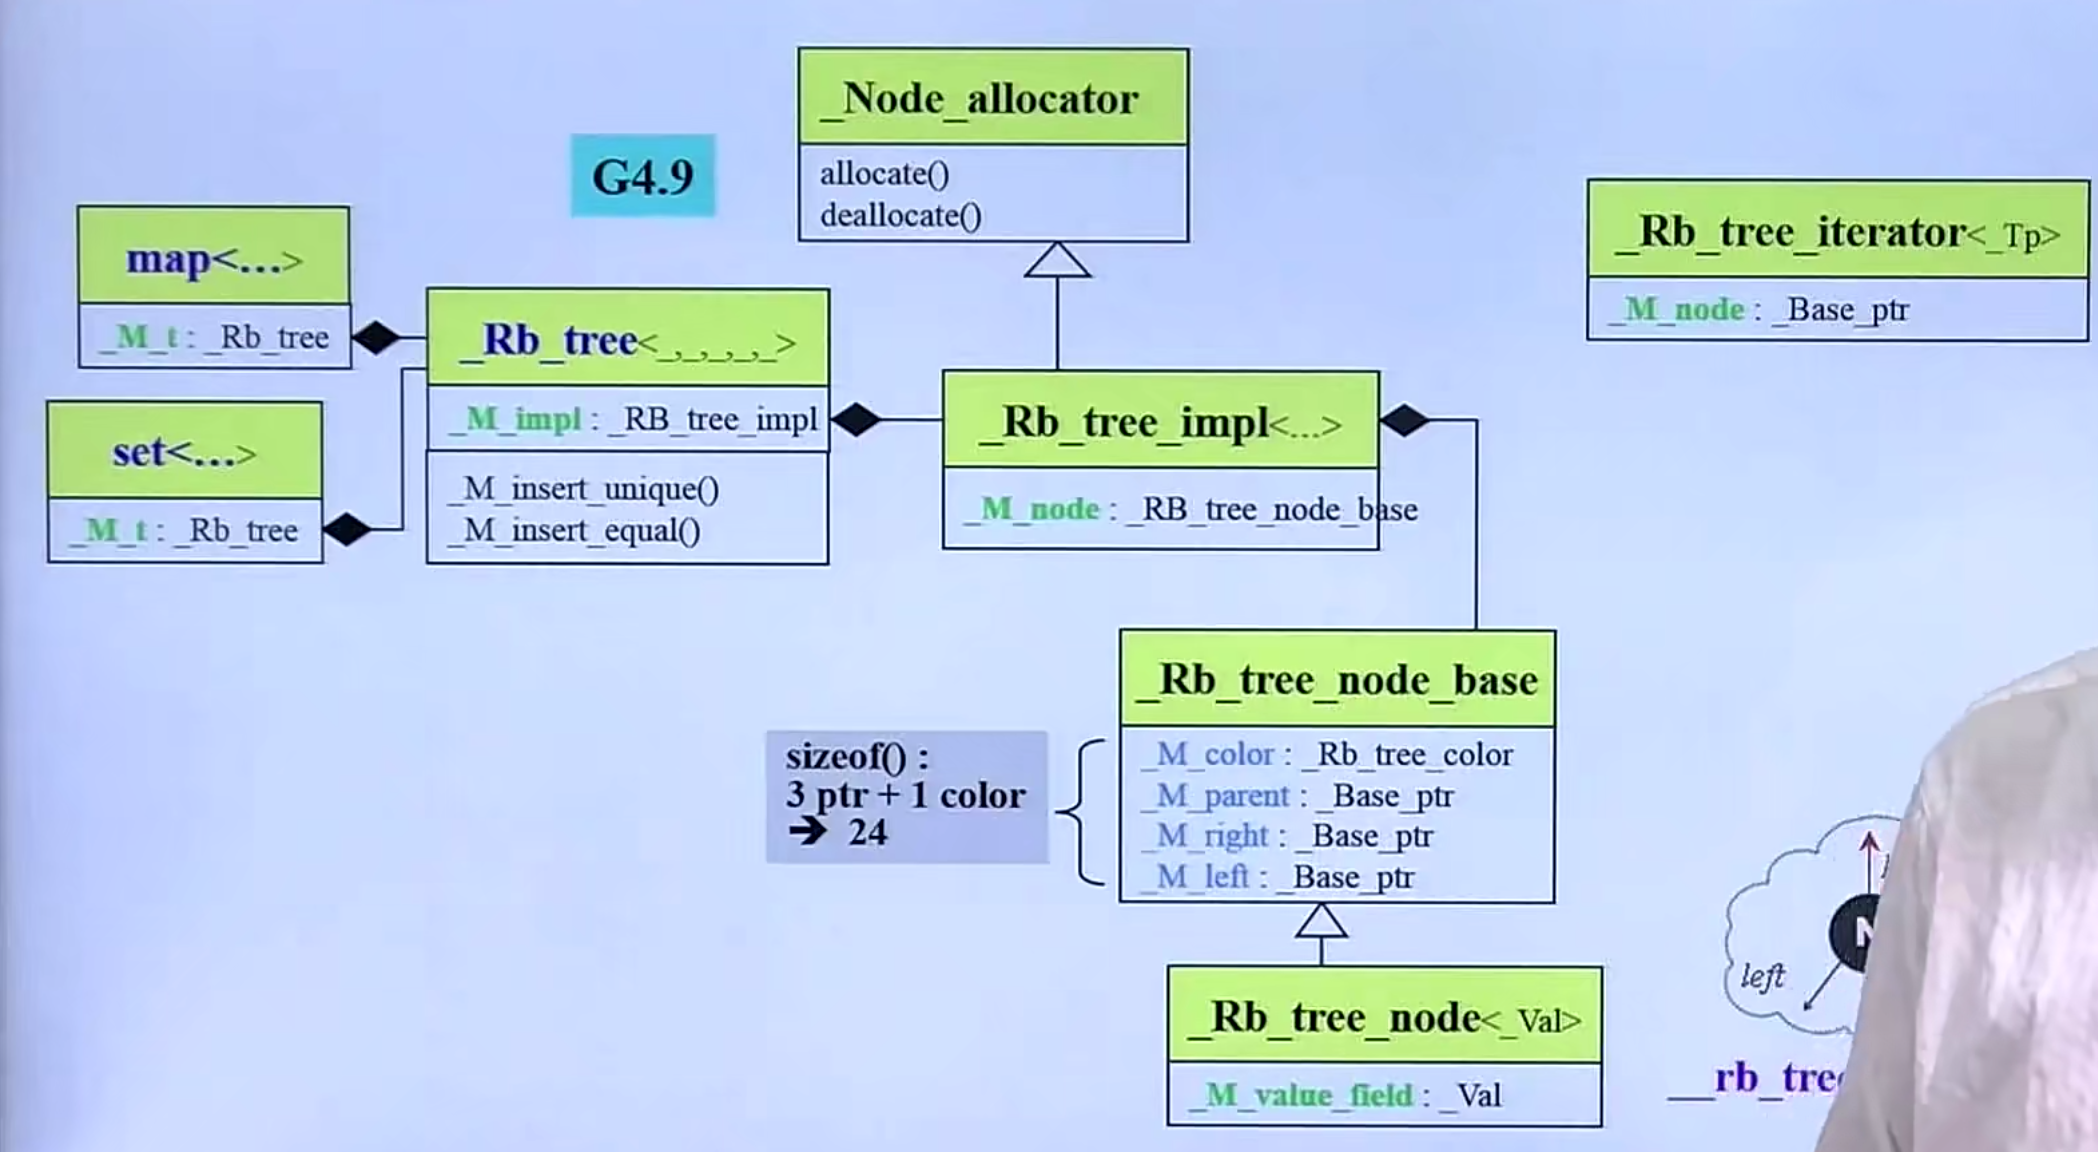 _Node_allocator
allocate()
deallocate()
G4.9
_Rb_tree_iterator<_Tp>
_M_node : _Base_ptr
map<...>
_M_t : _Rb_tree
_Rb_tree<_,_,_,_,_>
_M_impl : _RB_tree_impl
_M_insert_unique()
_M_insert_equal()
_Rb_tree_impl<...>
_M_node : _RB_tree_node_base
set<...>
_M_t : _Rb_tree
_Rb_tree_node_base
_M_color : _Rb_tree_color
_M_parent : _Base_ptr
_M_right : _Base_ptr
_M_left : _Base_ptr
sizeof() :
3 ptr + 1 color
➔ 24
left
_Rb_tree_node<_Val>
_M_value_field : _Val